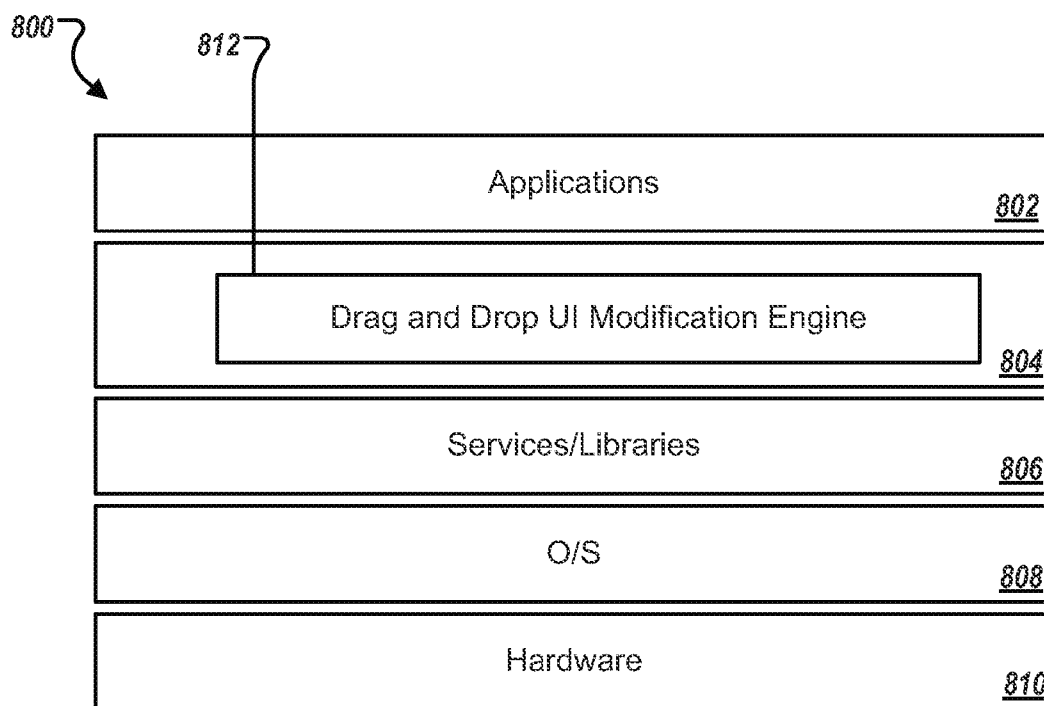 800
812
Applications
802
Drag and Drop UI Modification Engine
804
Services/Libraries
806
O/S
808
Hardware
810